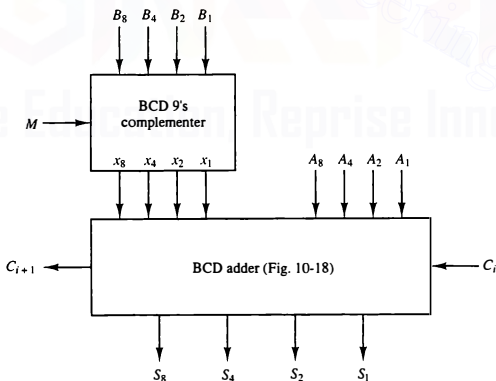 B₈ B₄ B₂ B₁
BCD 9's
complementer
M
x₈ x₄ x₂ x₁
A₈ A₄ A₂ A₁
Cᵢ₊₁
BCD adder (Fig. 10-18)
Cᵢ
S₈ S₄ S₂ S₁